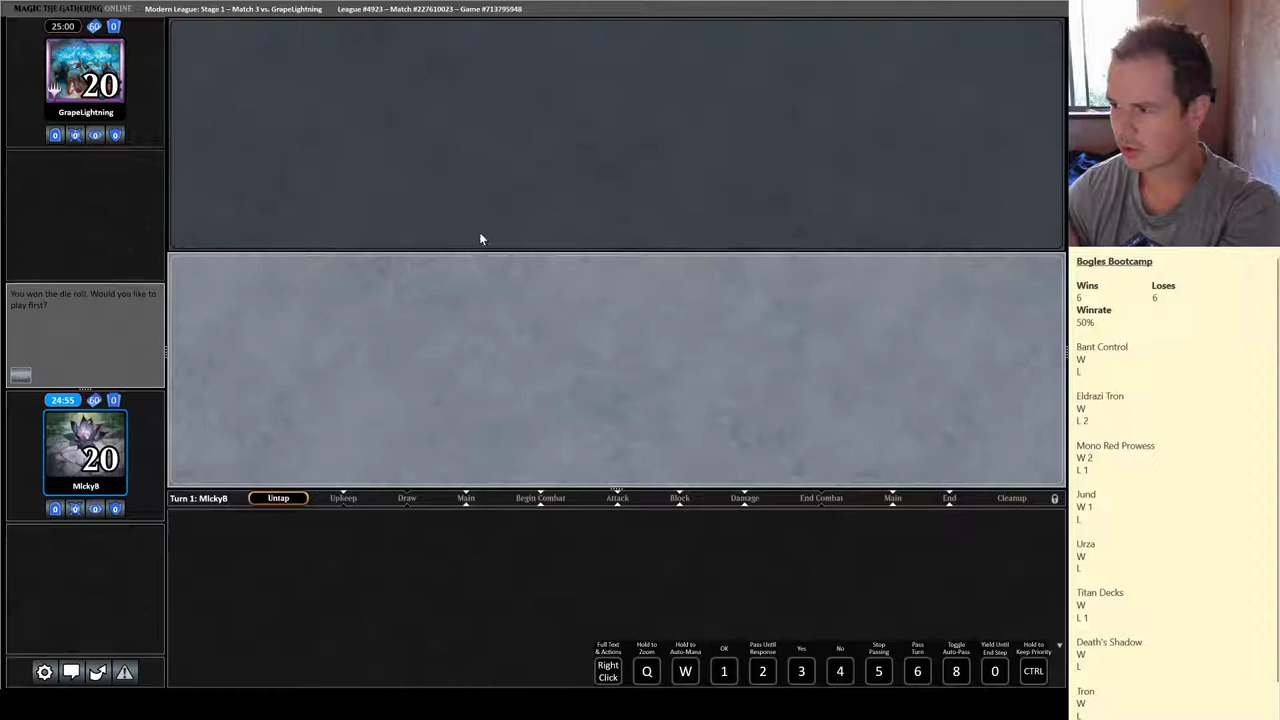 MAGIC THE GATHERING ONLINE Modern League: Stage 1 – Match 3 vs. GrapeLightning League #4923 – Match #227610023 – Game #713795948
25:00 60 0
20
GrapeLightning
0 0 0 0
You won the die roll. Would you like to
play first?
24:55 60 0
20
MlckyB
0 0 0 0
Turn 1: MlckyB Untap Upkeep Draw Main Begin Combat Attack Block Damage End Combat Main End Cleanup
Full Text
& Actions
Right
Click
Hold to
Zoom
Q
Hold to
Auto-Mana
W
OK
1
Pass Until
Response
2
Yes
3
No
4
Stop
Passing
5
Pass
Turn
6
Toggle
Auto-Pass
8
Yield Until
End Step
0
Hold to
Keep Priority
CTRL
Bogles Bootcamp
Wins Loses
6 6
Winrate
50%
Bant Control
W
L
Eldrazi Tron
W
L 2
Mono Red Prowess
W 2
L 1
Jund
W 1
L
Urza
W
L
Titan Decks
W
L 1
Death's Shadow
W
L
Tron
W
L